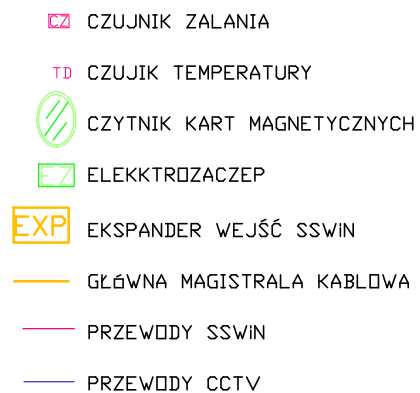 CZ CZUJNIK ZALANIA
TD CZUJIK TEMPERATURY
CZYTNIK KART MAGNETYCZNYCH
EZ ELEKKTROZACZEP
EXP EKSPANDER WEJŚĆ SSWiN
GŁÓWNA MAGISTRALA KABLOWA
PRZEWODY SSWiN
PRZEWODY CCTV